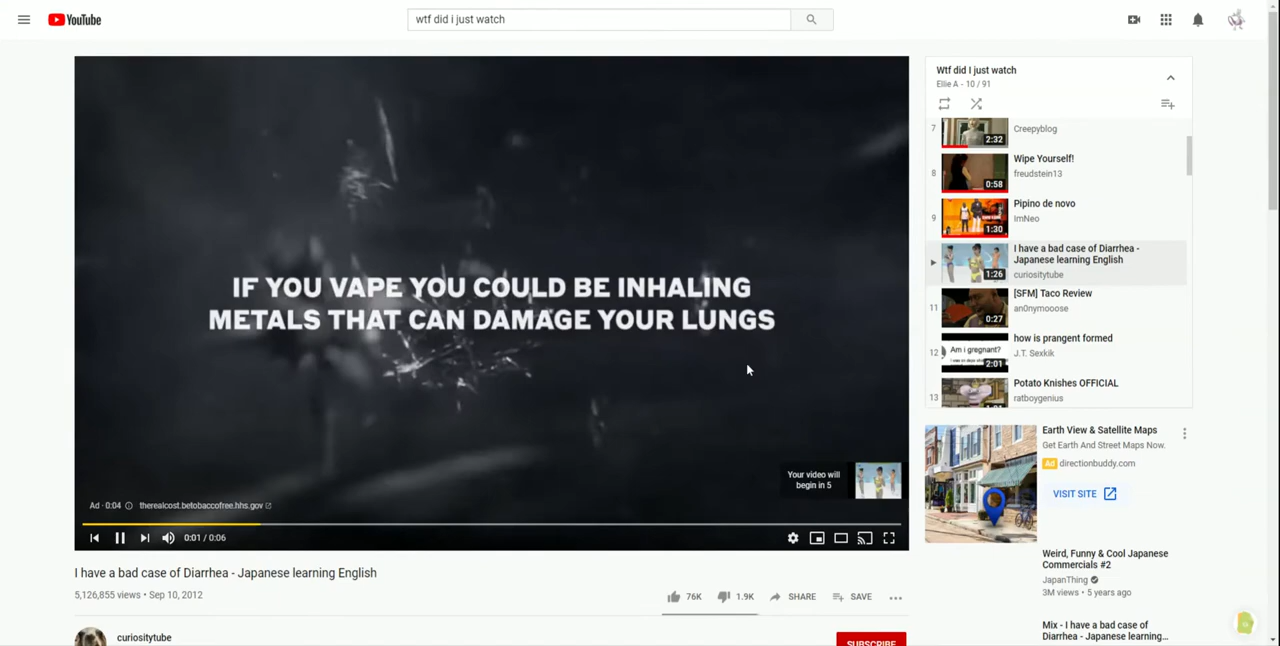 YouTube
wtf did i just watch
IF YOU VAPE YOU COULD BE INHALING
METALS THAT CAN DAMAGE YOUR LUNGS
Your video will
begin in 5
Ad · 0:04
therealcost.betobaccofree.hhs.gov
0:01 / 0:06
I have a bad case of Diarrhea - Japanese learning English
5,126,855 views • Sep 10, 2012
76K
1.9K
SHARE
SAVE
curiositytube
SUBSCRIBE
Wtf did I just watch
Ellie A - 10 / 91
7
2:32
Creepyblog
8
0:58
Wipe Yourself!
freudstein13
9
1:30
Pipino de novo
ImNeo
1:26
I have a bad case of Diarrhea -
Japanese learning English
curiositytube
11
0:27
[SFM] Taco Review
an0nymooose
12
Am i gregnant?
2:01
how is prangent formed
J.T. Sexkik
13
Potato Knishes OFFICIAL
ratboygenius
Earth View & Satellite Maps
Get Earth And Street Maps Now.
Ad directionbuddy.com
VISIT SITE
Weird, Funny & Cool Japanese
Commercials #2
JapanThing
3M views • 5 years ago
Mix - I have a bad case of
Diarrhea - Japanese learning...